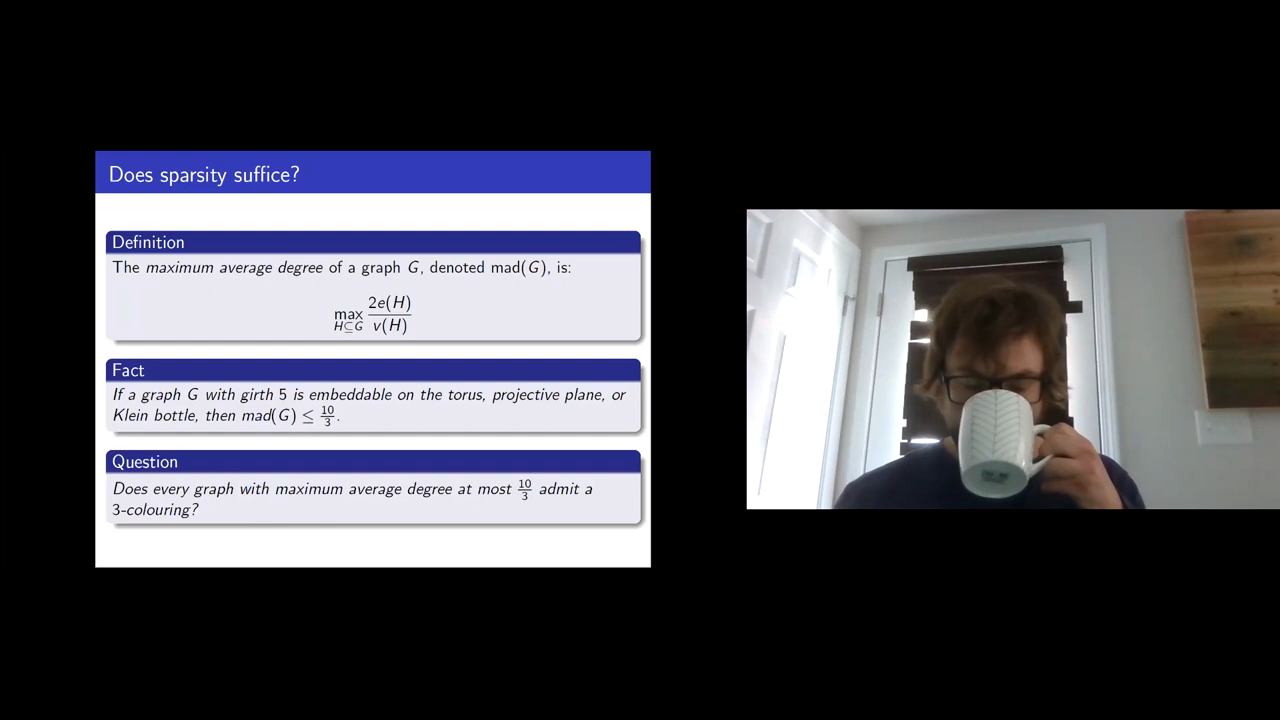 Does sparsity suffice?
Definition
The maximum average degree of a graph G, denoted mad(G), is:
max_{H⊆G} 2e(H)/v(H)
Fact
If a graph G with girth 5 is embeddable on the torus, projective plane, or
Klein bottle, then mad(G) ≤ 10/3.
Question
Does every graph with maximum average degree at most 10/3 admit a
3-colouring?